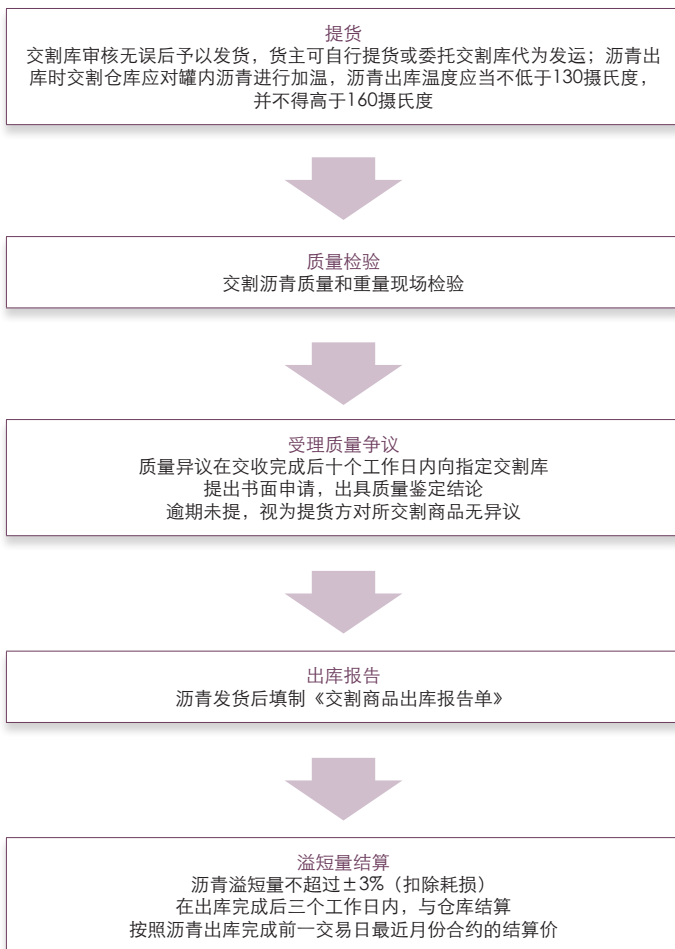 提货
交割库审核无误后予以发货，货主可自行提货或委托交割库代为发运；沥青出
库时交割仓库应对罐内沥青进行加温，沥青出库温度应当不低于130摄氏度，
并不得高于160摄氏度
质量检验
交割沥青质量和重量现场检验
受理质量争议
质量异议在交收完成后十个工作日内向指定交割库
提出书面申请，出具质量鉴定结论
逾期未提，视为提货方对所交割商品无异议
出库报告
沥青发货后填制《交割商品出库报告单》
溢短量结算
沥青溢短量不超过±3%（扣除耗损）
在出库完成后三个工作日内，与仓库结算
按照沥青出库完成前一交易日最近月份合约的结算价